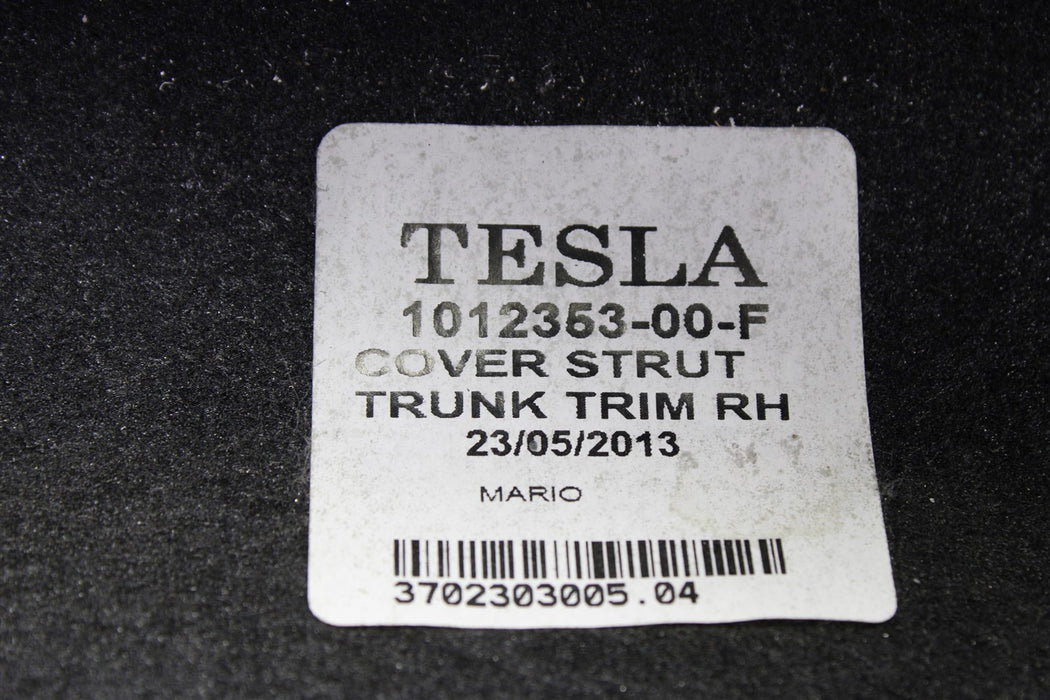 TESLA
1012353-00-F
COVER STRUT
TRUNK TRIM RH
23/05/2013
MARIO
3702303005.04